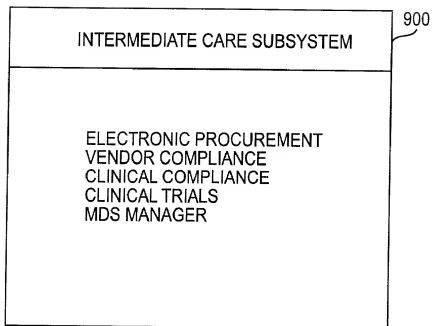 900
INTERMEDIATE CARE SUBSYSTEM
ELECTRONIC PROCUREMENT
VENDOR COMPLIANCE
CLINICAL COMPLIANCE
CLINICAL TRIALS
MDS MANAGER